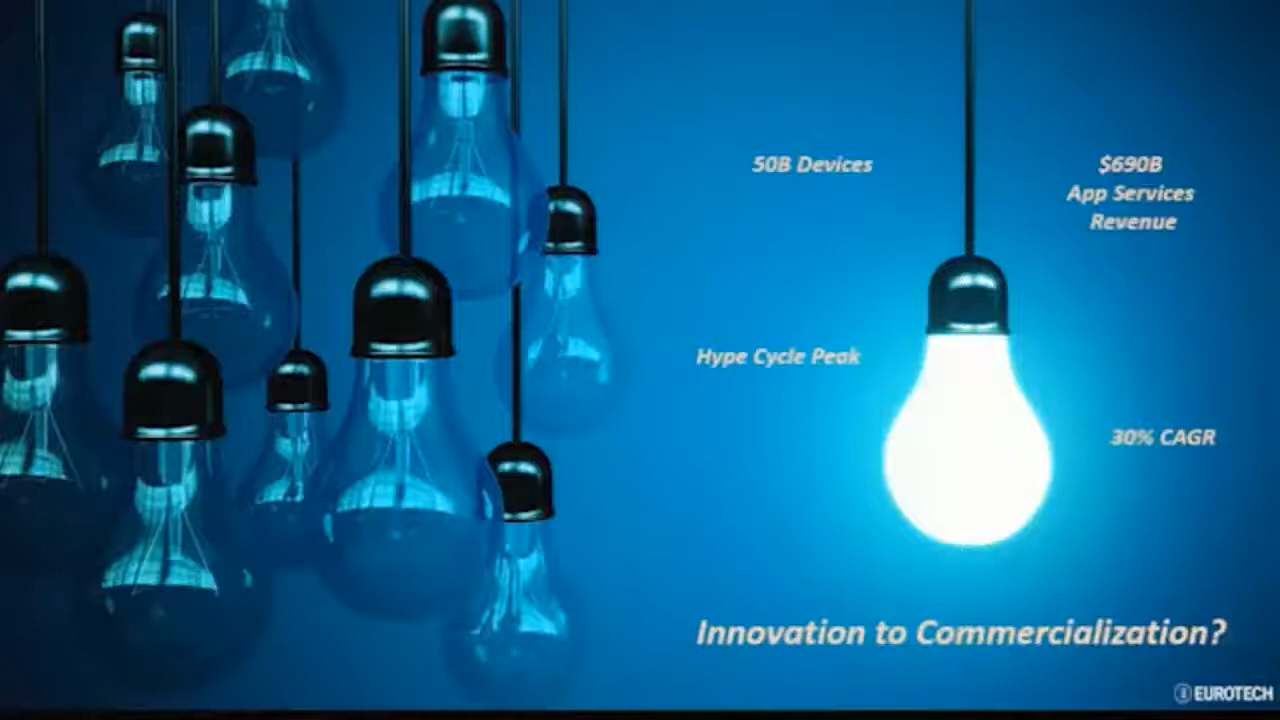 50B Devices
$690B
App Services
Revenue
Hype Cycle Peak
30% CAGR
Innovation to Commercialization?
EUROTECH